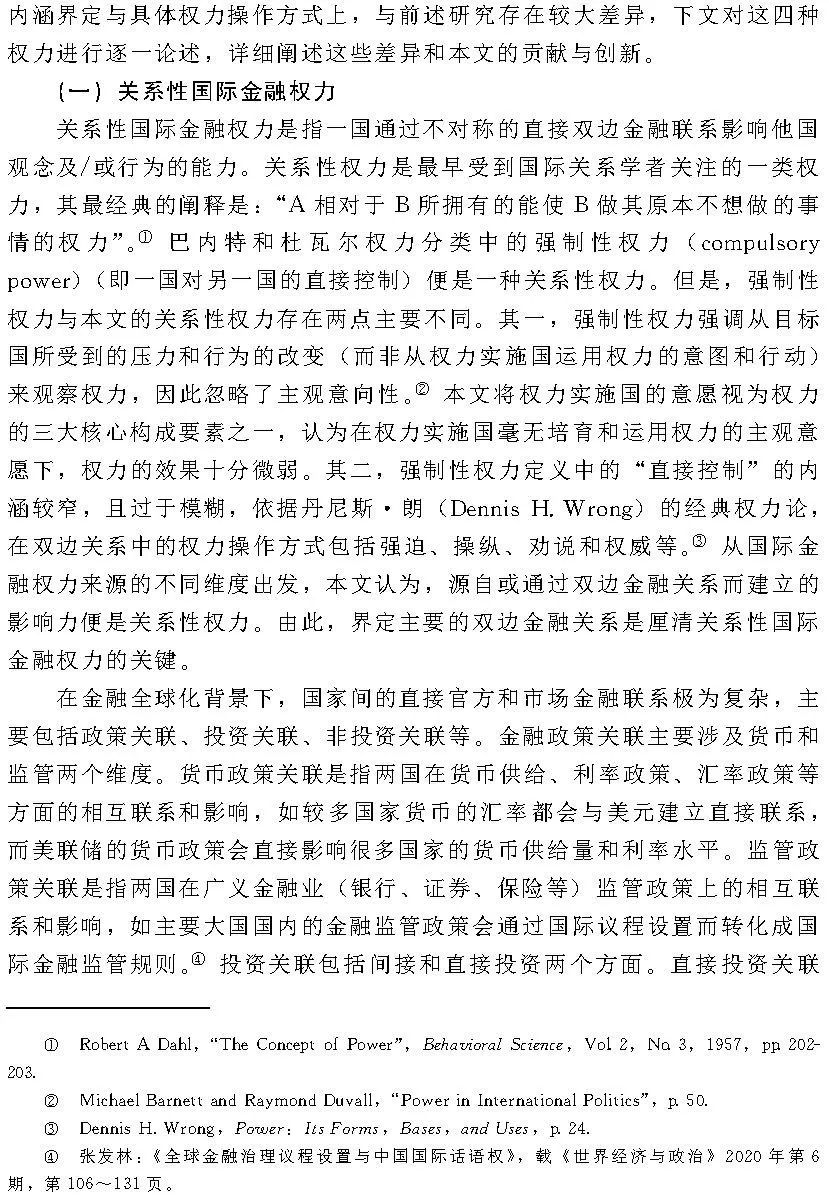 内涵界定与具体权力操作方式上，与前述研究存在较大差异，下文对这四种
权力进行逐一论述，详细阐述这些差异和本文的贡献与创新。
（一）关系性国际金融权力
关系性国际金融权力是指一国通过不对称的直接双边金融联系影响他国
观念及/或行为的能力。关系性权力是最早受到国际关系学者关注的一类权
力，其最经典的阐释是：“A 相对于 B 所拥有的能使 B 做其原本不想做的事
情的权力”。① 巴内特和杜瓦尔权力分类中的强制性权力（compulsory
power）（即一国对另一国的直接控制）便是一种关系性权力。但是，强制性
权力与本文的关系性权力存在两点主要不同。其一，强制性权力强调从目标
国所受到的压力和行为的改变（而非从权力实施国运用权力的意图和行动）
来观察权力，因此忽略了主观意向性。② 本文将权力实施国的意愿视为权力
的三大核心构成要素之一，认为在权力实施国毫无培育和运用权力的主观意
愿下，权力的效果十分微弱。其二，强制性权力定义中的“直接控制”的内
涵较窄，且过于模糊，依据丹尼斯·朗（Dennis H. Wrong）的经典权力论，
在双边关系中的权力操作方式包括强迫、操纵、劝说和权威等。③ 从国际金
融权力来源的不同维度出发，本文认为，源自或通过双边金融关系而建立的
影响力便是关系性权力。由此，界定主要的双边金融关系是厘清关系性国际
金融权力的关键。
在金融全球化背景下，国家间的直接官方和市场金融联系极为复杂，主
要包括政策关联、投资关联、非投资关联等。金融政策关联主要涉及货币和
监管两个维度。货币政策关联是指两国在货币供给、利率政策、汇率政策等
方面的相互联系和影响，如较多国家货币的汇率都会与美元建立直接联系，
而美联储的货币政策会直接影响很多国家的货币供给量和利率水平。监管政
策关联是指两国在广义金融业（银行、证券、保险等）监管政策上的相互联
系和影响，如主要大国国内的金融监管政策会通过国际议程设置而转化成国
际金融监管规则。④ 投资关联包括间接和直接投资两个方面。直接投资关联
① Robert A Dahl，“The Concept of Power”，Behavioral Science，Vol. 2，No. 3，1957，pp. 202-
203.
② Michael Barnett and Raymond Duvall，“Power in International Politics”，p. 50.
③ Dennis H. Wrong，Power：Its Forms，Bases，and Uses，p. 24.
④ 张发林：《全球金融治理议程设置与中国国际话语权》，载《世界经济与政治》2020 年第 6
期，第 106～131 页。